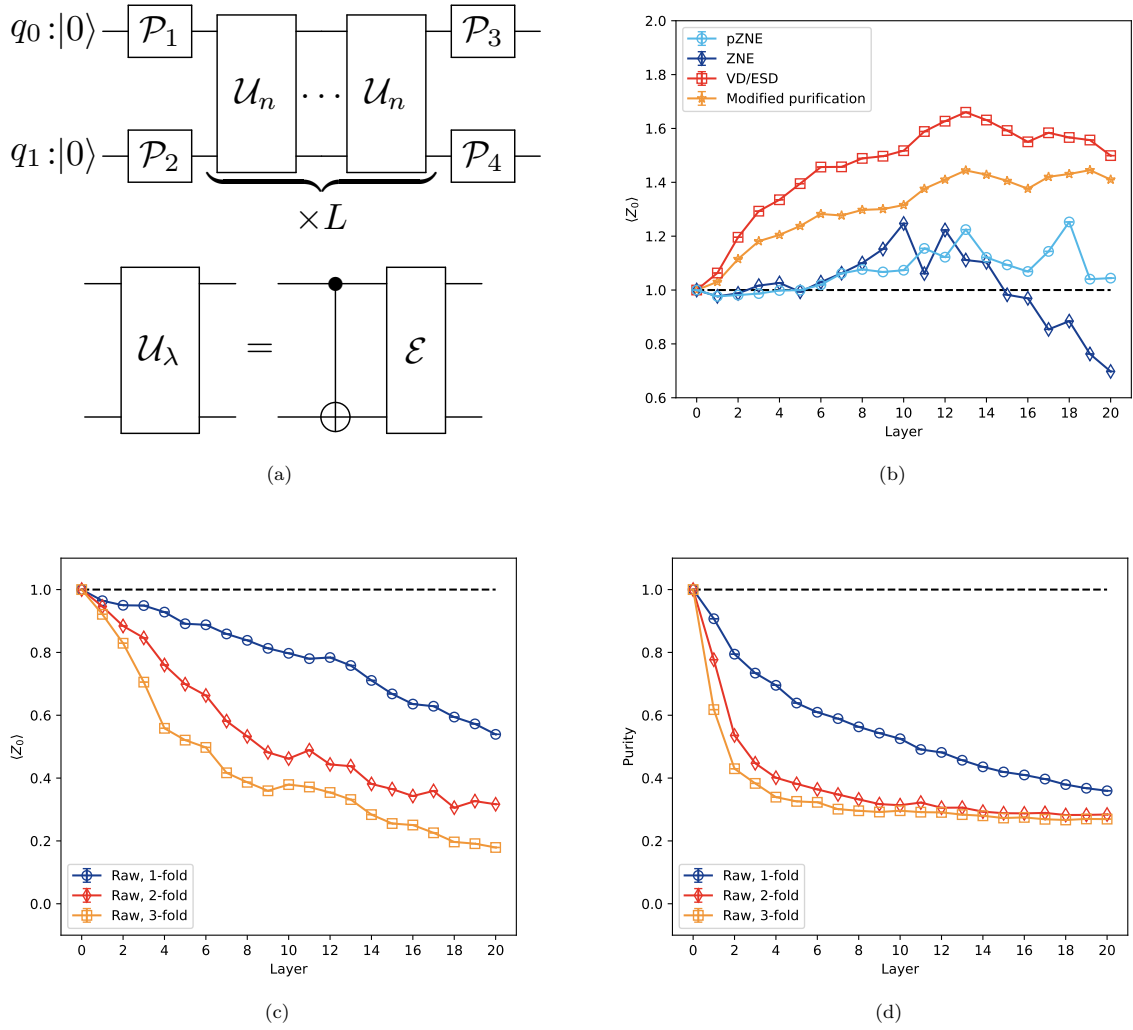 q₀:|0⟩ 𝒫₁ 𝒰ₙ ··· 𝒰ₙ 𝒫₃
q₁:|0⟩ 𝒫₂ 𝒫₄
×L
𝒰_λ = ℰ
(a)
2.0
1.8
1.6
1.4
1.2
1.0
0.8
0.6
⟨Z₀⟩
pZNE
ZNE
VD/ESD
Modified purification
0 2 4 6 8 10 12 14 16 18 20
Layer
(b)
1.0
0.8
0.6
0.4
0.2
0.0
⟨Z₀⟩
Raw, 1-fold
Raw, 2-fold
Raw, 3-fold
0 2 4 6 8 10 12 14 16 18 20
Layer
(c)
1.0
0.8
0.6
0.4
0.2
0.0
Purity
Raw, 1-fold
Raw, 2-fold
Raw, 3-fold
0 2 4 6 8 10 12 14 16 18 20
Layer
(d)